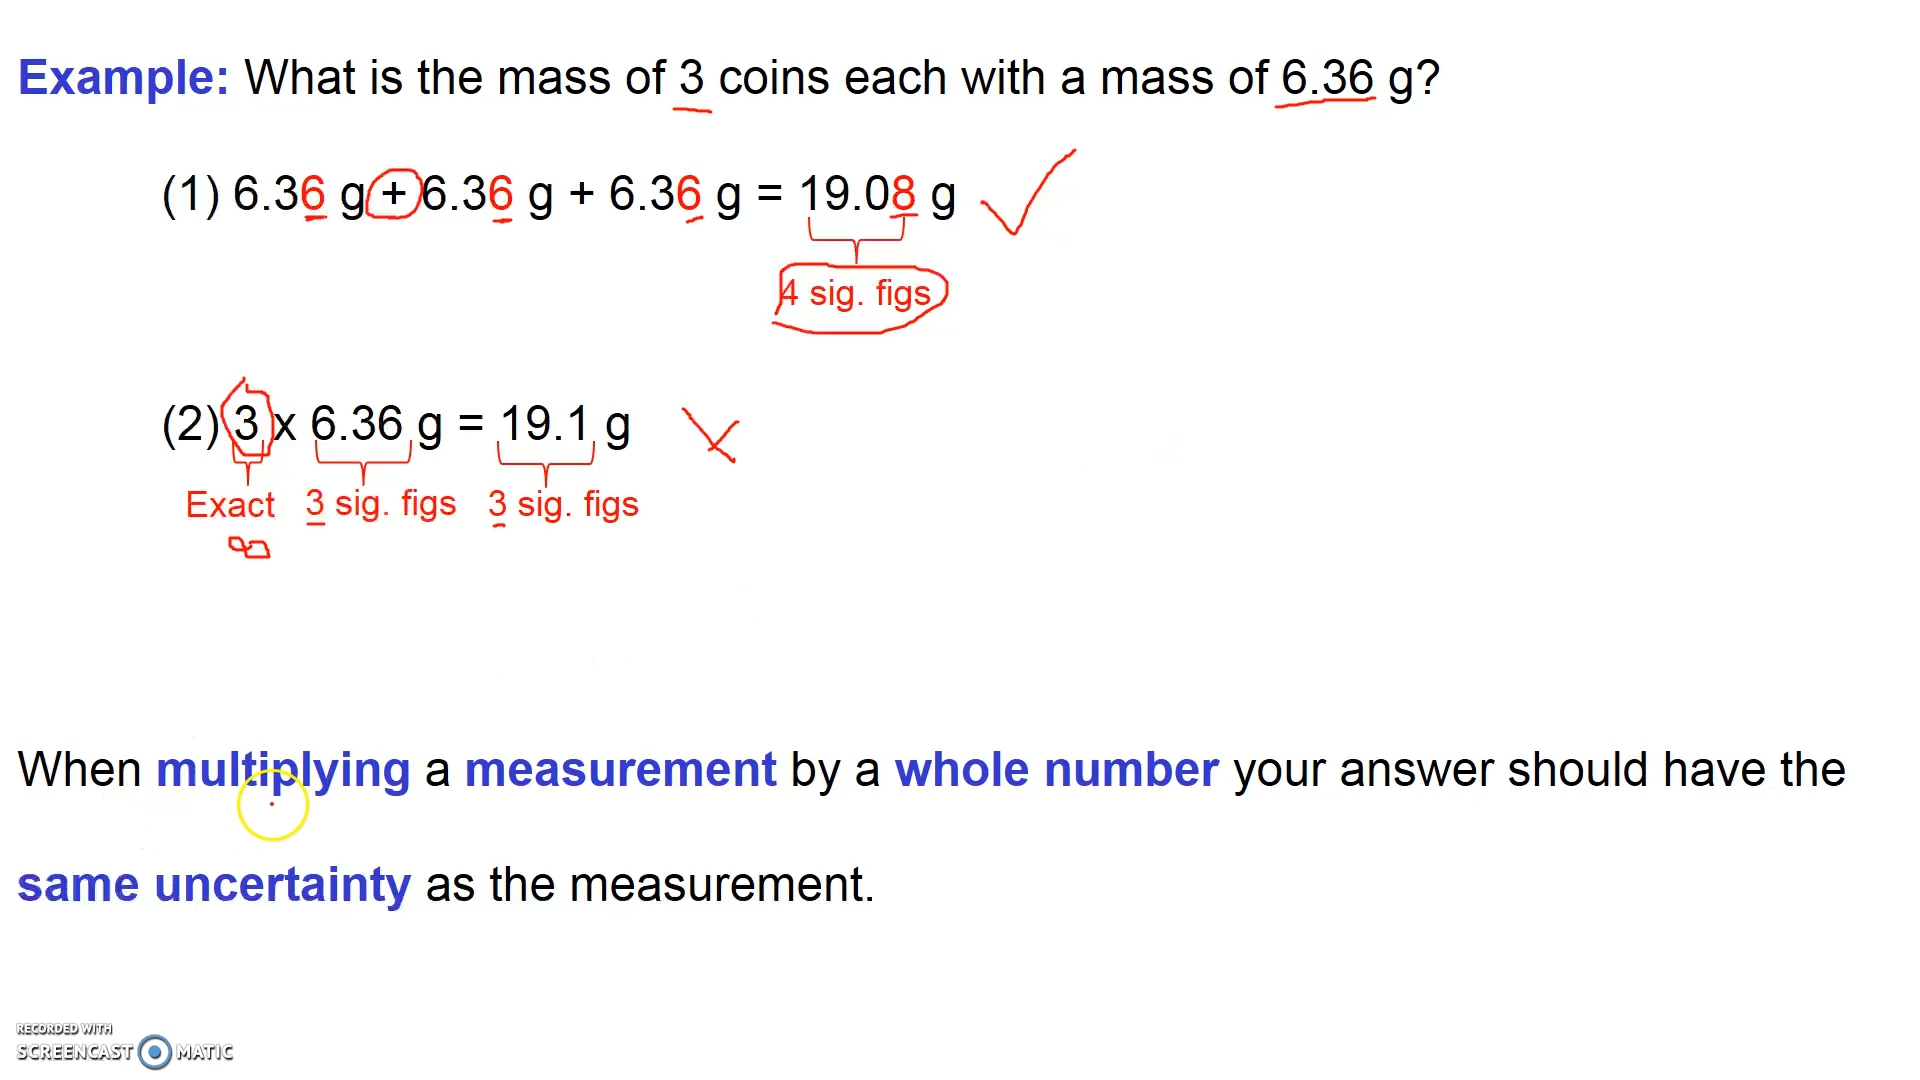 Example: What is the mass of 3 coins each with a mass of 6.36 g?
(1) 6.36 g + 6.36 g + 6.36 g = 19.08 g
4 sig. figs
(2) 3 x 6.36 g = 19.1 g
Exact 3 sig. figs 3 sig. figs
∞
When multiplying a measurement by a whole number your answer should have the
same uncertainty as the measurement.
RECORDED WITH
SCREENCAST MATIC